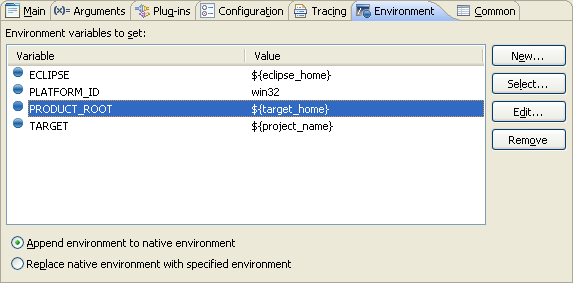 Main (x)= Arguments Plug-ins Configuration Tracing Environment Common
Environment variables to set:
Variable Value
ECLIPSE ${eclipse_home}
PLATFORM_ID win32
PRODUCT_ROOT ${target_home}
TARGET ${project_name}
New...
Select...
Edit...
Remove
Append environment to native environment
Replace native environment with specified environment